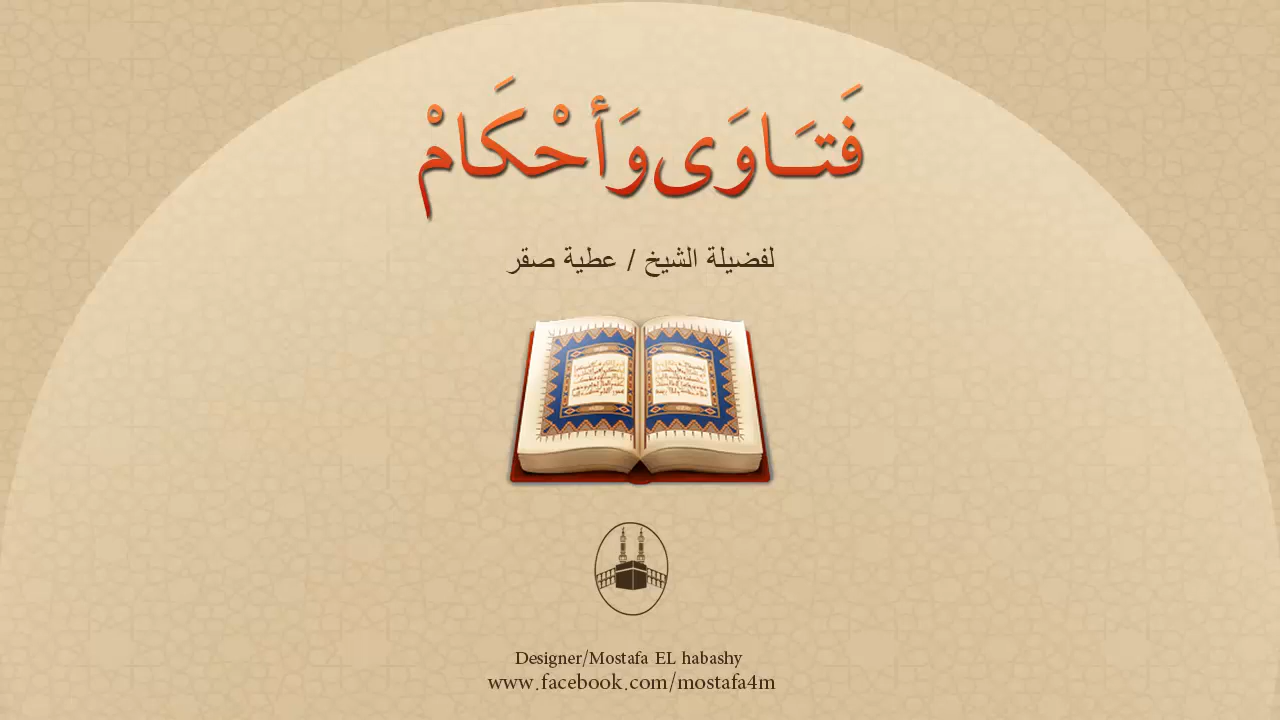 فَتَاوَى وَأَحْكَامْ
لفضيلة الشيخ / عطية صقر
Designer/Mostafa EL habashy
www.facebook.com/mostafa4m